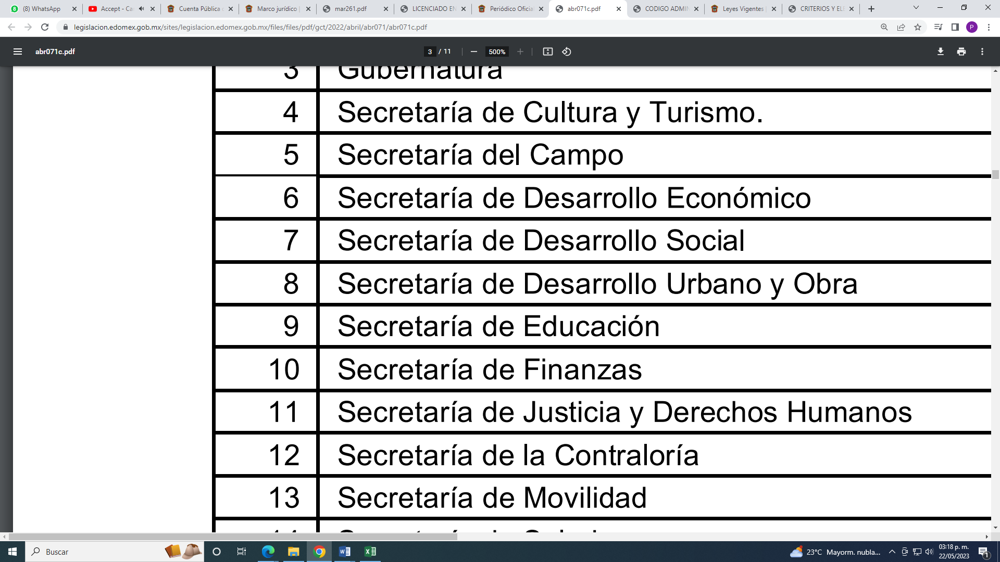 (8) WhatsApp
Accept - Ca
Cuenta Pública
Marco jurídico
mar261.pdf
LICENCIADO EN
Periódico Oficia
abr071c.pdf
CODIGO ADMIN
Leyes Vigentes
CRITERIOS Y ELE
legislacion.edomex.gob.mx/sites/legislacion.edomex.gob.mx/files/files/pdf/gct/2022/abril/abr071/abr071c.pdf
P
abr071c.pdf
3 / 11
500%
3 Gubernatura
4 Secretaría de Cultura y Turismo.
5 Secretaría del Campo
6 Secretaría de Desarrollo Económico
7 Secretaría de Desarrollo Social
8 Secretaría de Desarrollo Urbano y Obra
9 Secretaría de Educación
10 Secretaría de Finanzas
11 Secretaría de Justicia y Derechos Humanos
12 Secretaría de la Contraloría
13 Secretaría de Movilidad
Buscar
23°C Mayorm. nubla...
03:18 p. m.
22/05/2023
1